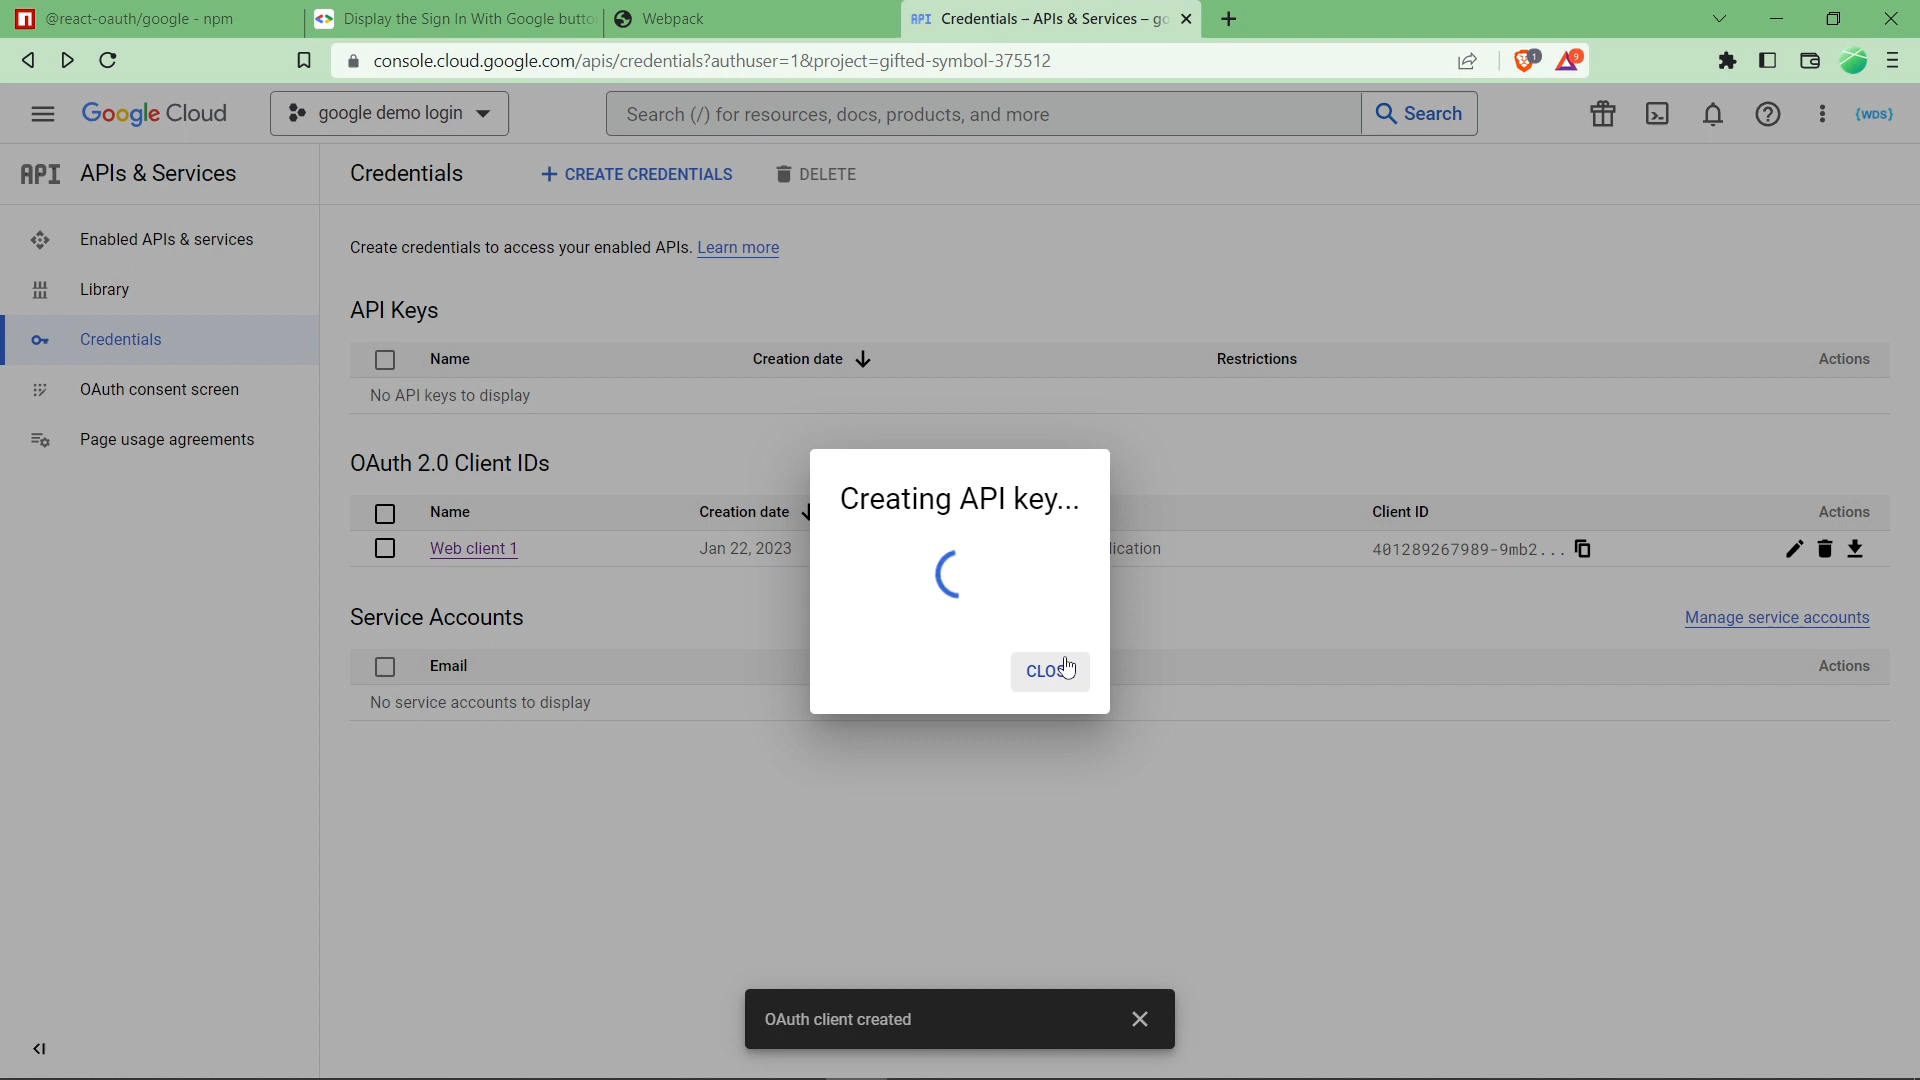 @react-oauth/google - npm
Display the Sign In With Google butto
Webpack
API Credentials – APIs & Services – go
console.cloud.google.com/apis/credentials?authuser=1&project=gifted-symbol-375512
1
9
Google Cloud
google demo login
Search (/) for resources, docs, products, and more
Search
{WDS}
API APIs & Services
Credentials
CREATE CREDENTIALS
DELETE
Enabled APIs & services
Library
Credentials
OAuth consent screen
Page usage agreements
Create credentials to access your enabled APIs. Learn more
API Keys
Name Creation date Restrictions Actions
No API keys to display
OAuth 2.0 Client IDs
Name Creation date Client ID Actions
Web client 1 Jan 22, 2023 lication 401289267989-9mb2...
Service Accounts
Manage service accounts
Email Actions
No service accounts to display
Creating API key...
CLOS
OAuth client created